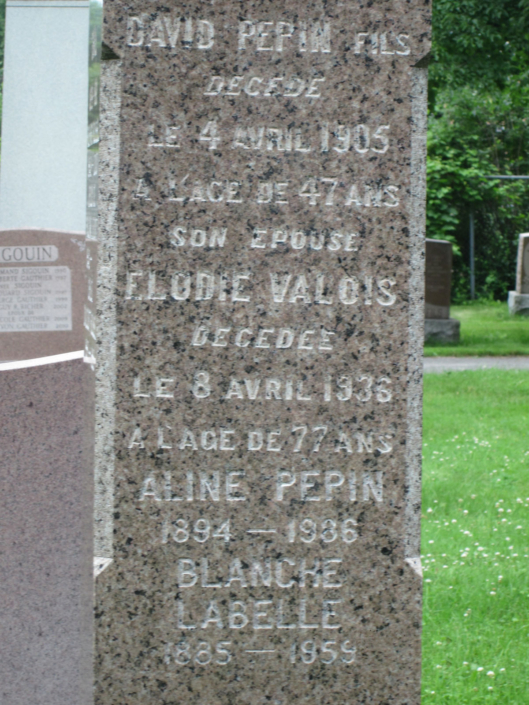 DAVID PEPIN FILS
DECEDE
LE 4 AVRIL 1905
A L'AGE DE 47 ANS
SON EPOUSE
ELODIE VALOIS
DECEDEE
LE 8 AVRIL 1936
A L'AGE DE 77 ANS
ALINE PEPIN
1894 — 1986
BLANCHE
LABELLE
1885 — 1959
GOUIN